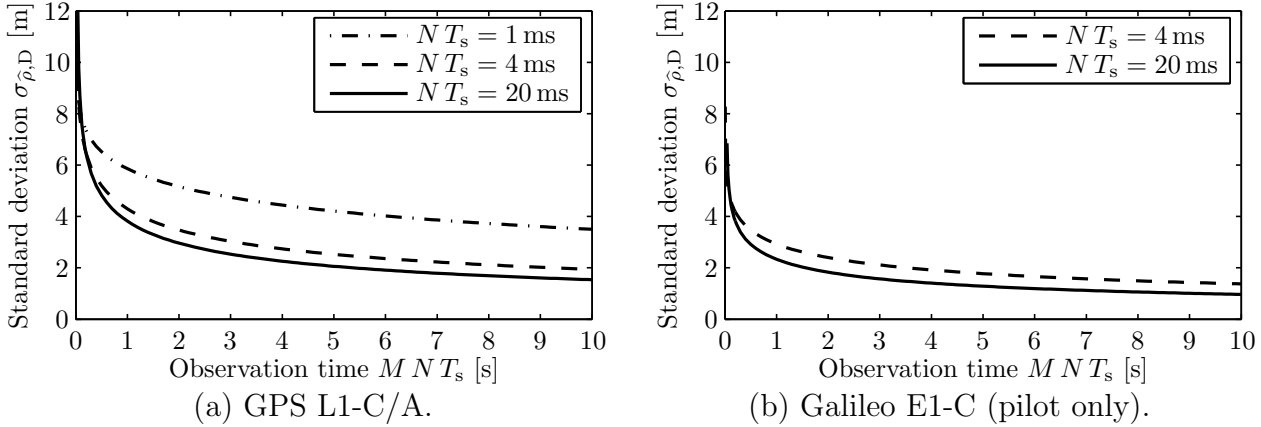 Standard deviation σ_ρ̂,D [m]
12
10
8
6
4
2
0
N T_s = 1 ms
N T_s = 4 ms
N T_s = 20 ms
0 1 2 3 4 5 6 7 8 9 10
Observation time M N T_s [s]
(a) GPS L1-C/A.
Standard deviation σ_ρ̂,D [m]
12
10
8
6
4
2
0
N T_s = 4 ms
N T_s = 20 ms
0 1 2 3 4 5 6 7 8 9 10
Observation time M N T_s [s]
(b) Galileo E1-C (pilot only).